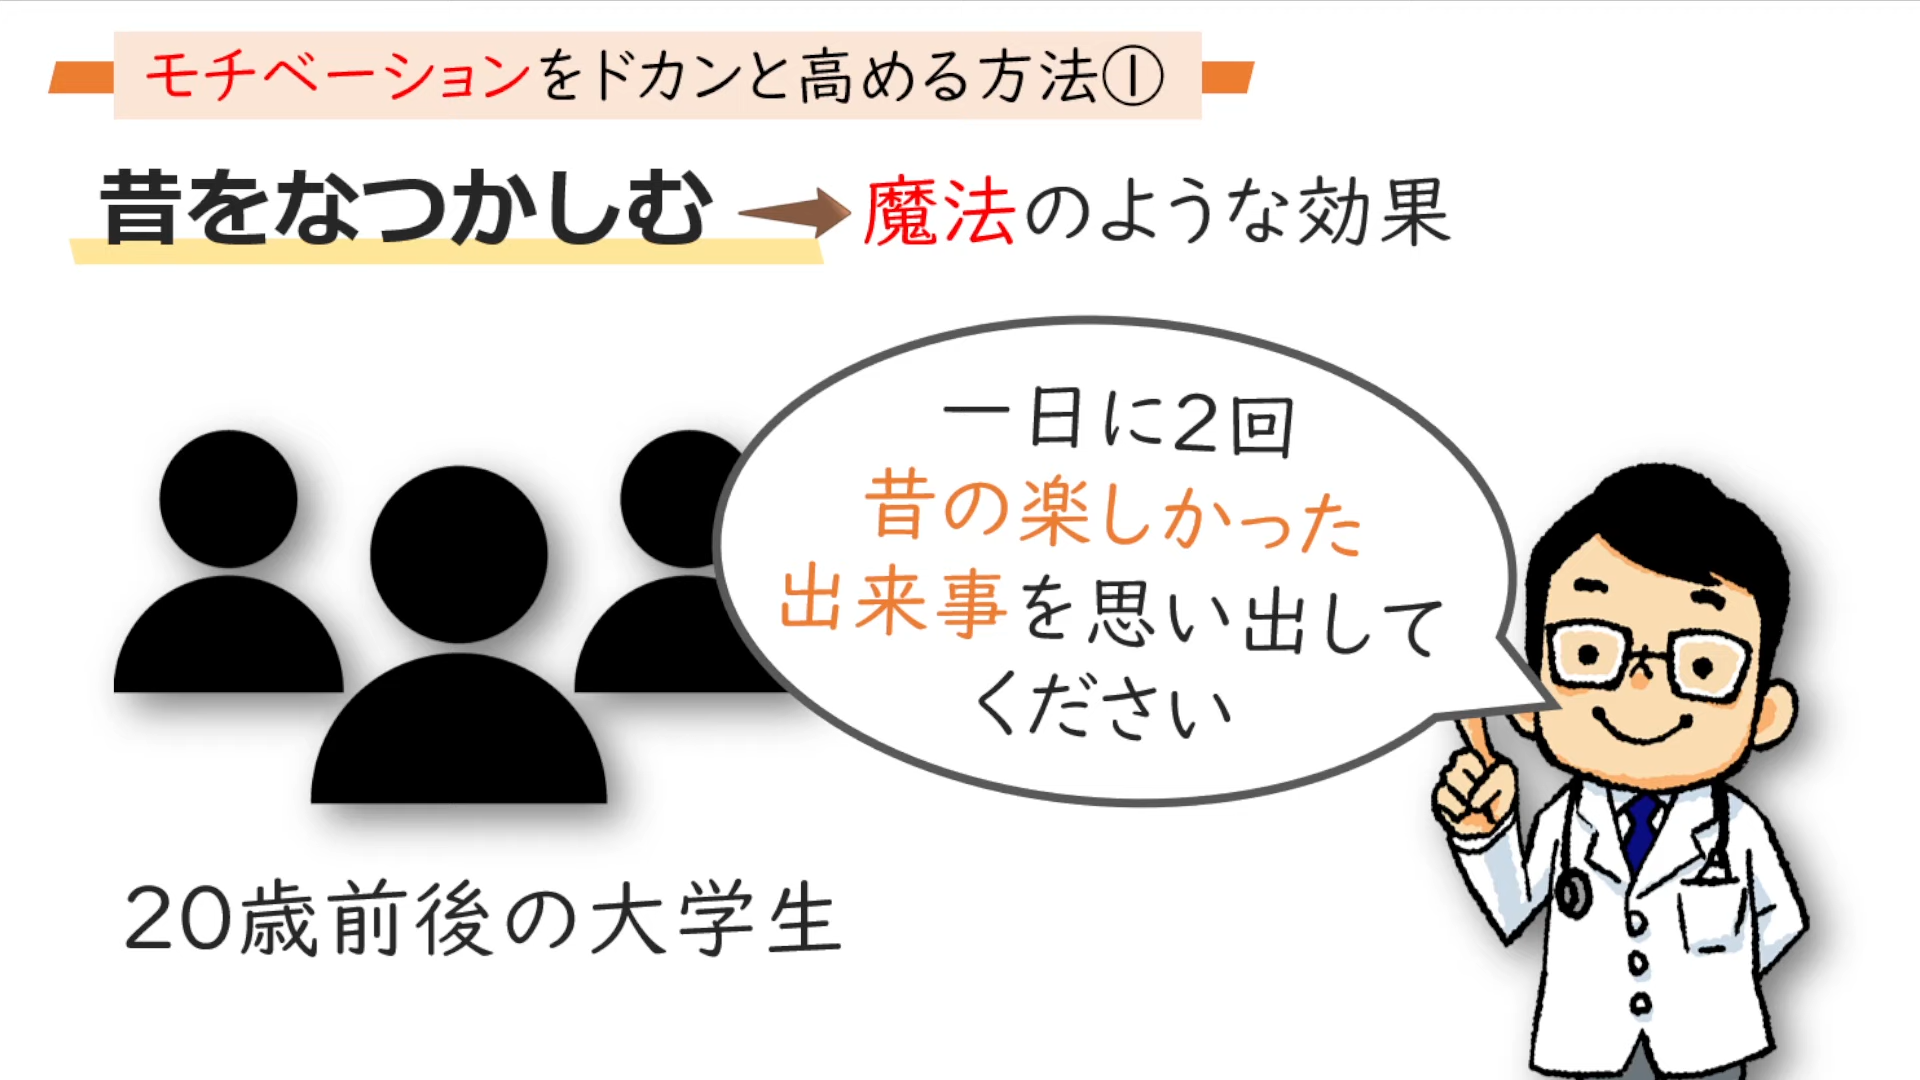 モチベーションをドカンと高める方法①
昔をなつかしむ
魔法のような効果
一日に2回
昔の楽しかった
出来事を思い出して
ください
20歳前後の大学生